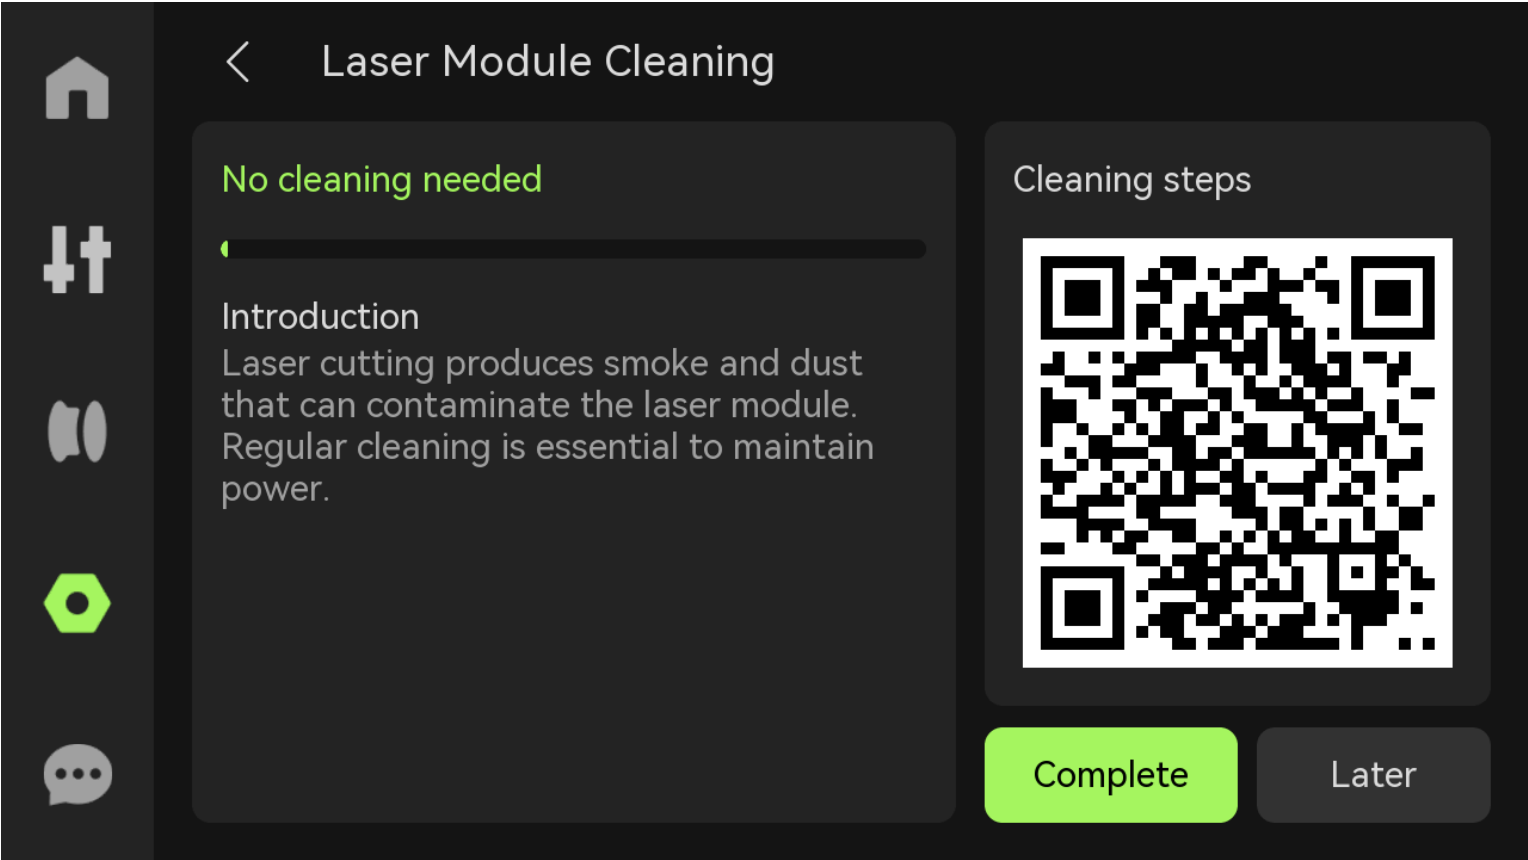 Laser Module Cleaning
No cleaning needed
Introduction
Laser cutting produces smoke and dust
that can contaminate the laser module.
Regular cleaning is essential to maintain
power.
Cleaning steps
Complete
Later